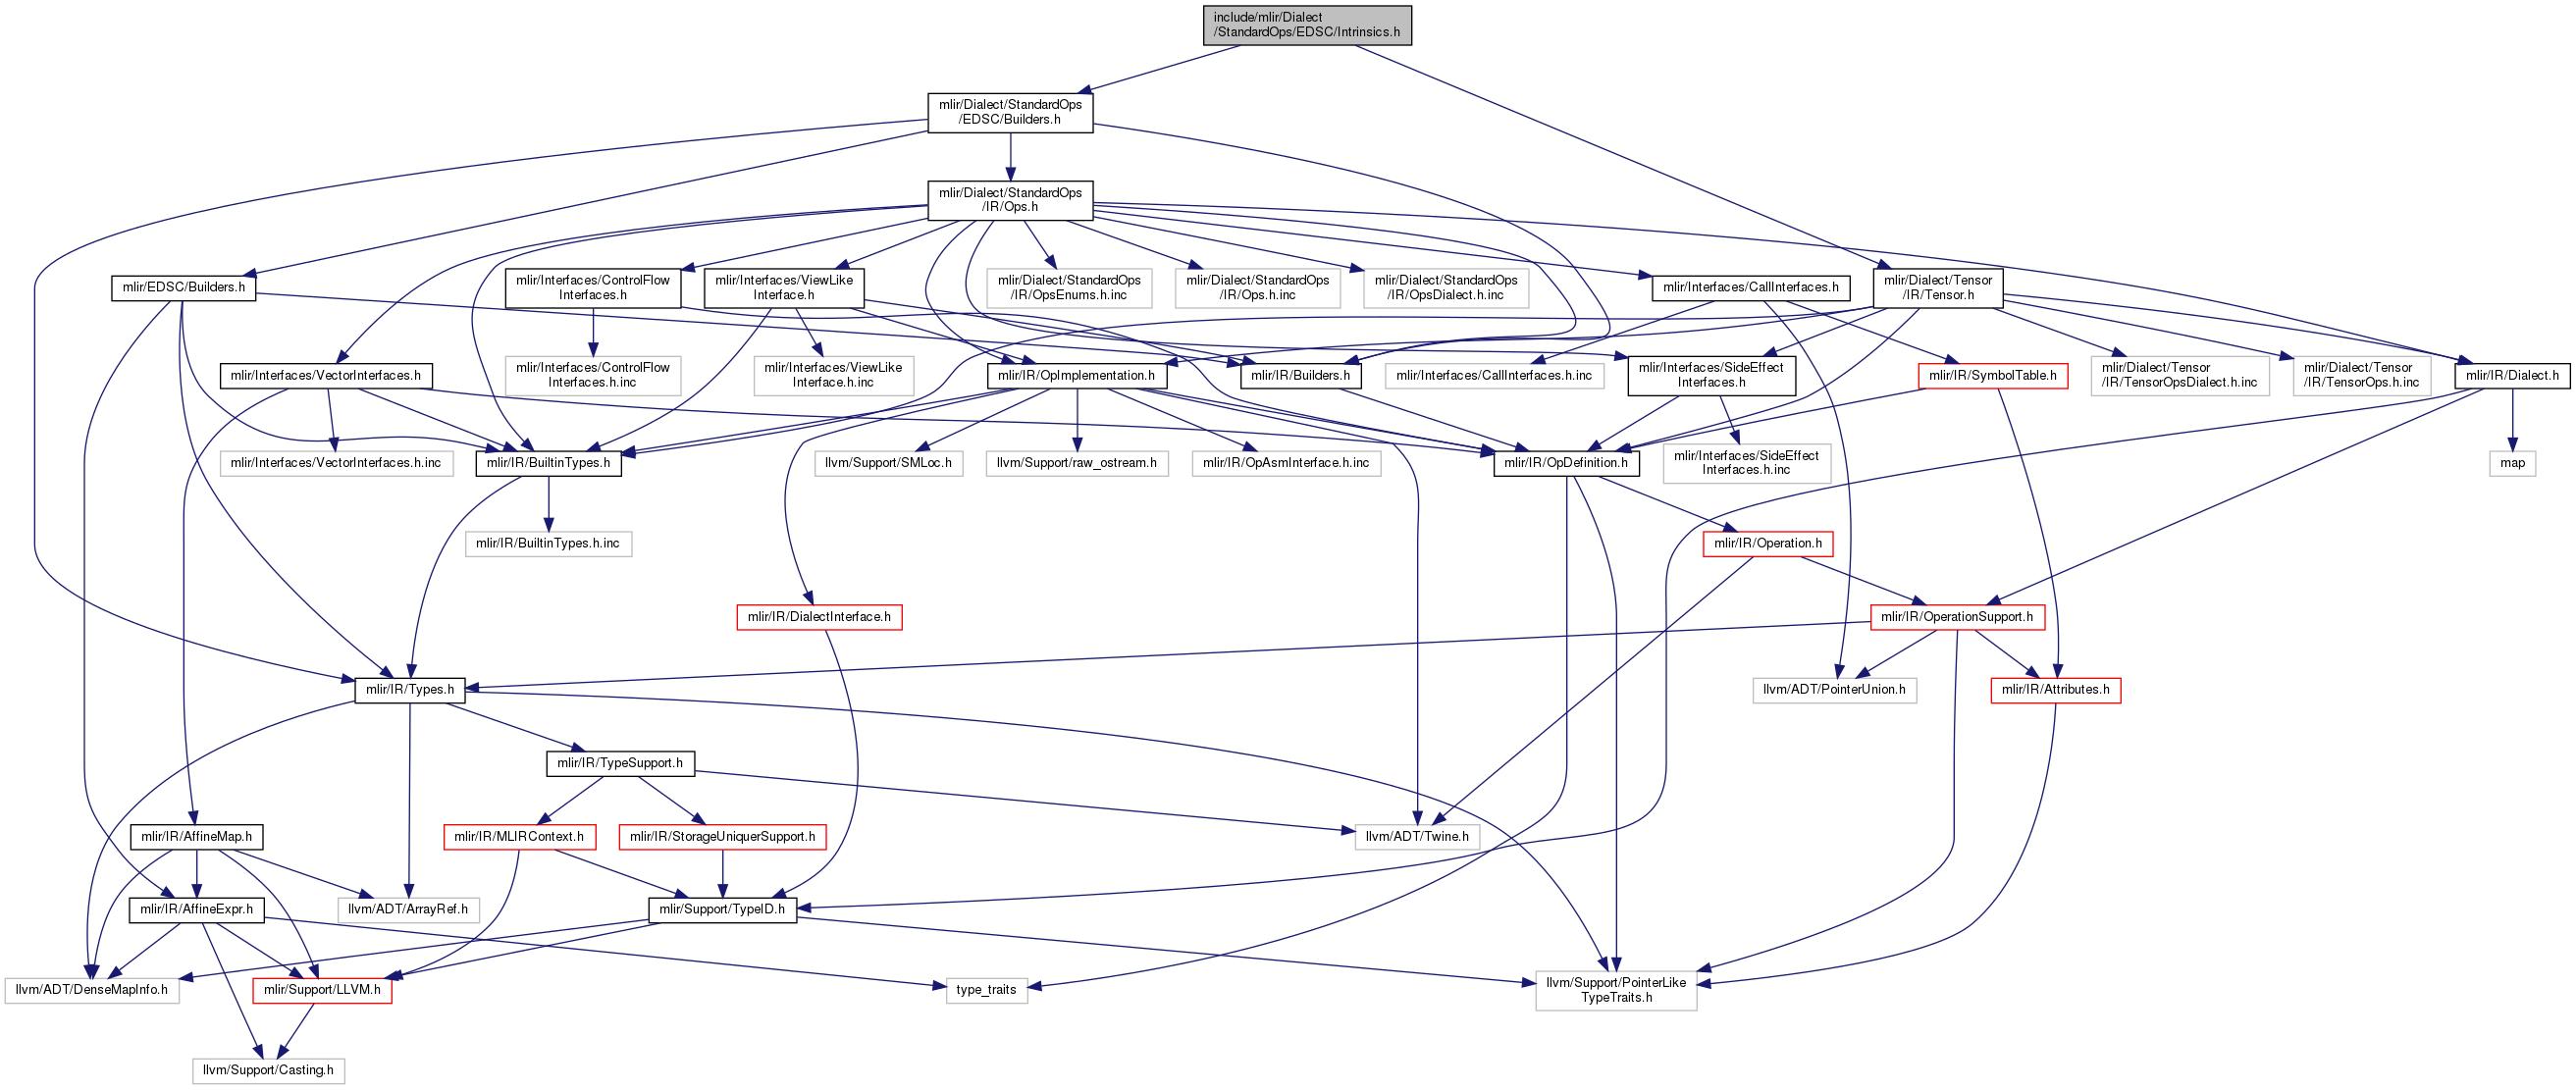 include/mlir/Dialect
/StandardOps/EDSC/Intrinsics.h
mlir/Dialect/StandardOps
/EDSC/Builders.h
mlir/Dialect/StandardOps
/IR/Ops.h
mlir/EDSC/Builders.h
mlir/Interfaces/ControlFlow
Interfaces.h
mlir/Interfaces/ViewLike
Interface.h
mlir/Dialect/StandardOps
/IR/OpsEnums.h.inc
mlir/Dialect/StandardOps
/IR/Ops.h.inc
mlir/Dialect/StandardOps
/IR/OpsDialect.h.inc
mlir/Interfaces/CallInterfaces.h
mlir/Dialect/Tensor
/IR/Tensor.h
mlir/Interfaces/VectorInterfaces.h
mlir/Interfaces/ControlFlow
Interfaces.h.inc
mlir/Interfaces/ViewLike
Interface.h.inc
mlir/IR/OpImplementation.h
mlir/IR/Builders.h
mlir/Interfaces/CallInterfaces.h.inc
mlir/Interfaces/SideEffect
Interfaces.h
mlir/IR/SymbolTable.h
mlir/Dialect/Tensor
/IR/TensorOpsDialect.h.inc
mlir/Dialect/Tensor
/IR/TensorOps.h.inc
mlir/IR/Dialect.h
mlir/Interfaces/VectorInterfaces.h.inc
mlir/IR/BuiltinTypes.h
llvm/Support/SMLoc.h
llvm/Support/raw_ostream.h
mlir/IR/OpAsmInterface.h.inc
mlir/IR/OpDefinition.h
mlir/Interfaces/SideEffect
Interfaces.h.inc
map
mlir/IR/BuiltinTypes.h.inc
mlir/IR/Operation.h
mlir/IR/DialectInterface.h
mlir/IR/OperationSupport.h
mlir/IR/Types.h
llvm/ADT/PointerUnion.h
mlir/IR/Attributes.h
mlir/IR/TypeSupport.h
mlir/IR/AffineMap.h
mlir/IR/MLIRContext.h
mlir/IR/StorageUniquerSupport.h
llvm/ADT/Twine.h
mlir/IR/AffineExpr.h
llvm/ADT/ArrayRef.h
mlir/Support/TypeID.h
llvm/ADT/DenseMapInfo.h
mlir/Support/LLVM.h
type_traits
llvm/Support/PointerLike
TypeTraits.h
llvm/Support/Casting.h